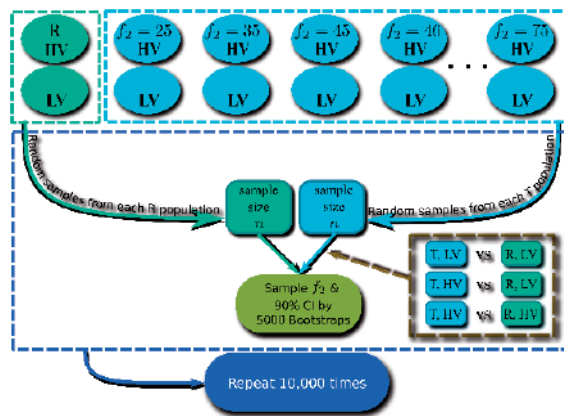 R
HV
LV
f₂ = 25
HV
LV
f₂ = 35
HV
LV
f₂ = 45
HV
LV
f₂ = 46
HV
LV
. . .
f₂ = 75
HV
LV
Random samples from each R population
Random samples from each T population
sample
size
n
sample
size
n
T, LV vs R, LV
T, HV vs R, LV
T, HV vs R, HV
Sample f₂ &
90% CI by
5000 Bootstraps
Repeat 10,000 times